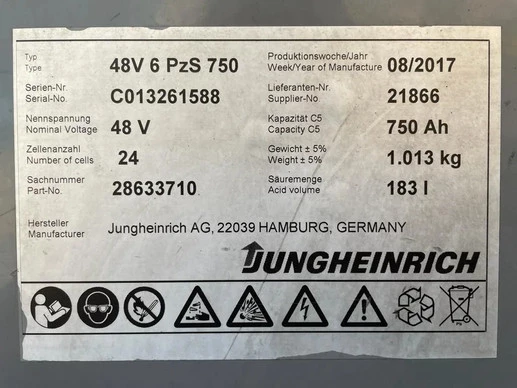 Typ
Type
48V 6 PzS 750
Produktionswoche/Jahr
Week/Year of Manufacture
08/2017
Serien-Nr.
Serial-No.
C013261588
Lieferanten-Nr.
Supplier-No.
21866
Nennspannung
Nominal Voltage
48 V
Kapazität C5
Capacity C5
750 Ah
Zellenanzahl
Number of cells
24
Gewicht ± 5%
Weight ± 5%
1.013 kg
Sachnummer
Part-No.
28633710
Säuremenge
Acid volume
183 l
Hersteller
Manufacturer
Jungheinrich AG, 22039 HAMBURG, GERMANY
JUNGHEINRICH